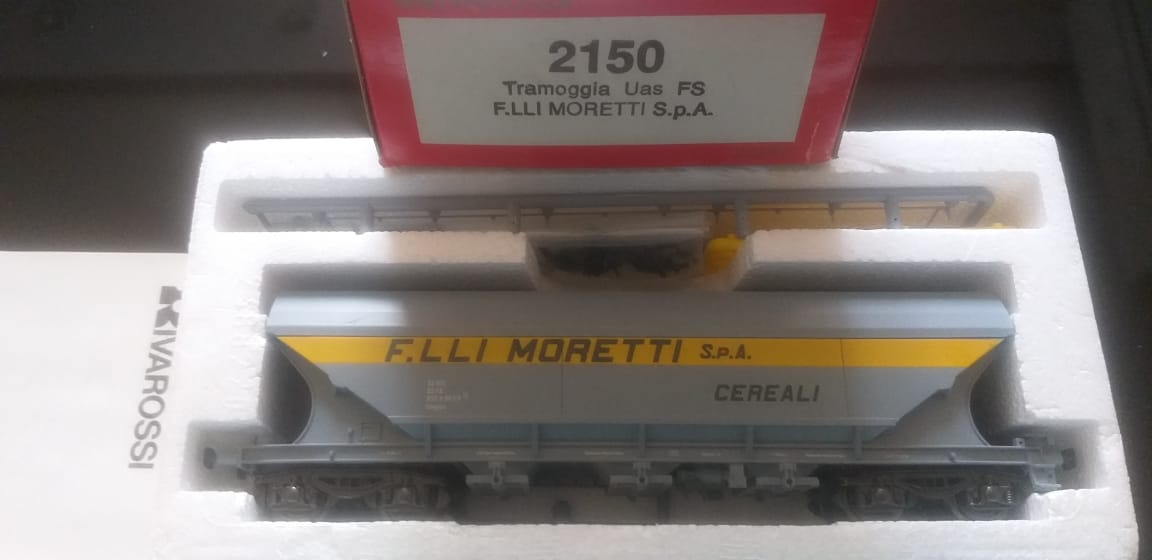 2150
Tramoggia Uas FS
F.LLI MORETTI S.p.A.
F.LLI MORETTI S.P.A.
CEREALI
RIVAROSSI